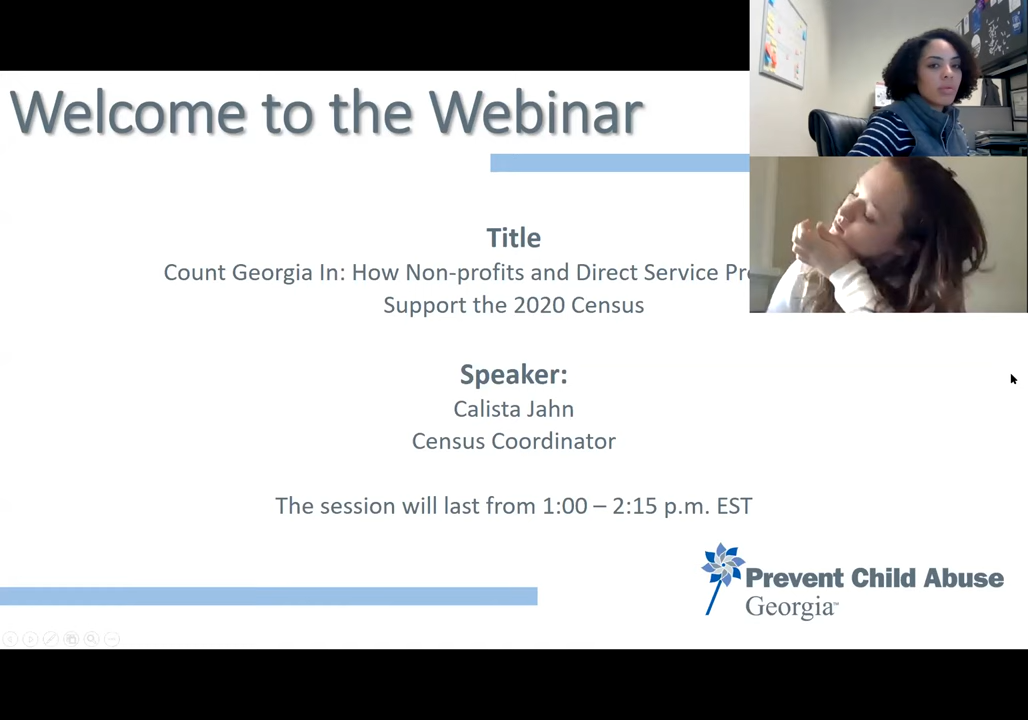 Welcome to the Webinar
Title
Count Georgia In: How Non-profits and Direct Service
Support the 2020 Census
Speaker:
Calista Jahn
Census Coordinator
The session will last from 1:00 – 2:15 p.m. EST
Prevent Child Abuse
Georgia™